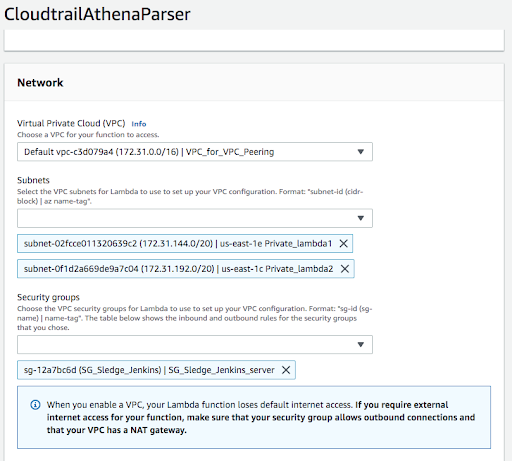 CloudtrailAthenaParser
Network
Virtual Private Cloud (VPC) Info
Choose a VPC for your function to access.
Default vpc-c3d079a4 (172.31.0.0/16) | VPC_for_VPC_Peering
Subnets
Select the VPC subnets for Lambda to use to set up your VPC configuration. Format: "subnet-id (cidr-
block) | az name-tag".
subnet-02fcce011320639c2 (172.31.144.0/20) | us-east-1e Private_lambda1
subnet-0f1d2a669de9a7c04 (172.31.192.0/20) | us-east-1c Private_lambda2
Security groups
Choose the VPC security groups for Lambda to use to set up your VPC configuration. Format: "sg-id (sg-
name) | name-tag". The table below shows the inbound and outbound rules for the security groups
that you chose.
sg-12a7bc6d (SG_Sledge_Jenkins) | SG_Sledge_Jenkins_server
When you enable a VPC, your Lambda function loses default internet access. If you require external
internet access for your function, make sure that your security group allows outbound connections and
that your VPC has a NAT gateway.